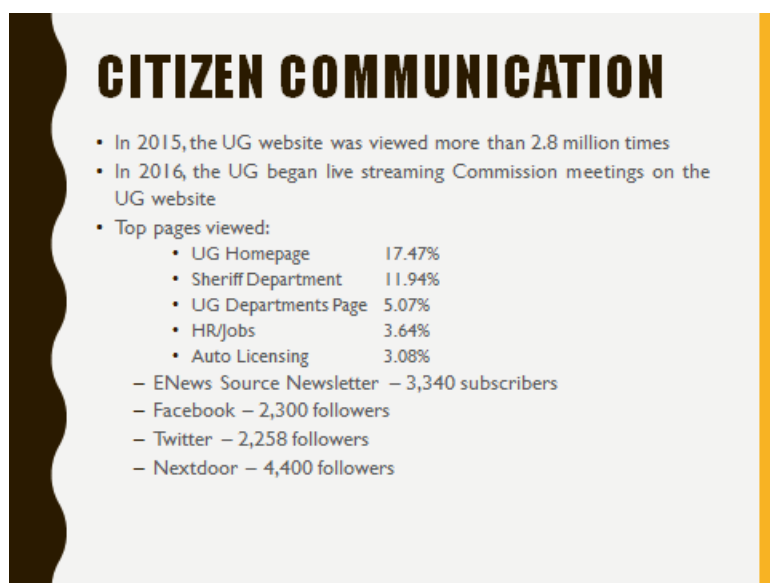 CITIZEN COMMUNICATION
• In 2015, the UG website was viewed more than 2.8 million times
• In 2016, the UG began live streaming Commission meetings on the
UG website
• Top pages viewed:
• UG Homepage 17.47%
• Sheriff Department 11.94%
• UG Departments Page 5.07%
• HR/Jobs 3.64%
• Auto Licensing 3.08%
– ENews Source Newsletter – 3,340 subscribers
– Facebook – 2,300 followers
– Twitter – 2,258 followers
– Nextdoor – 4,400 followers